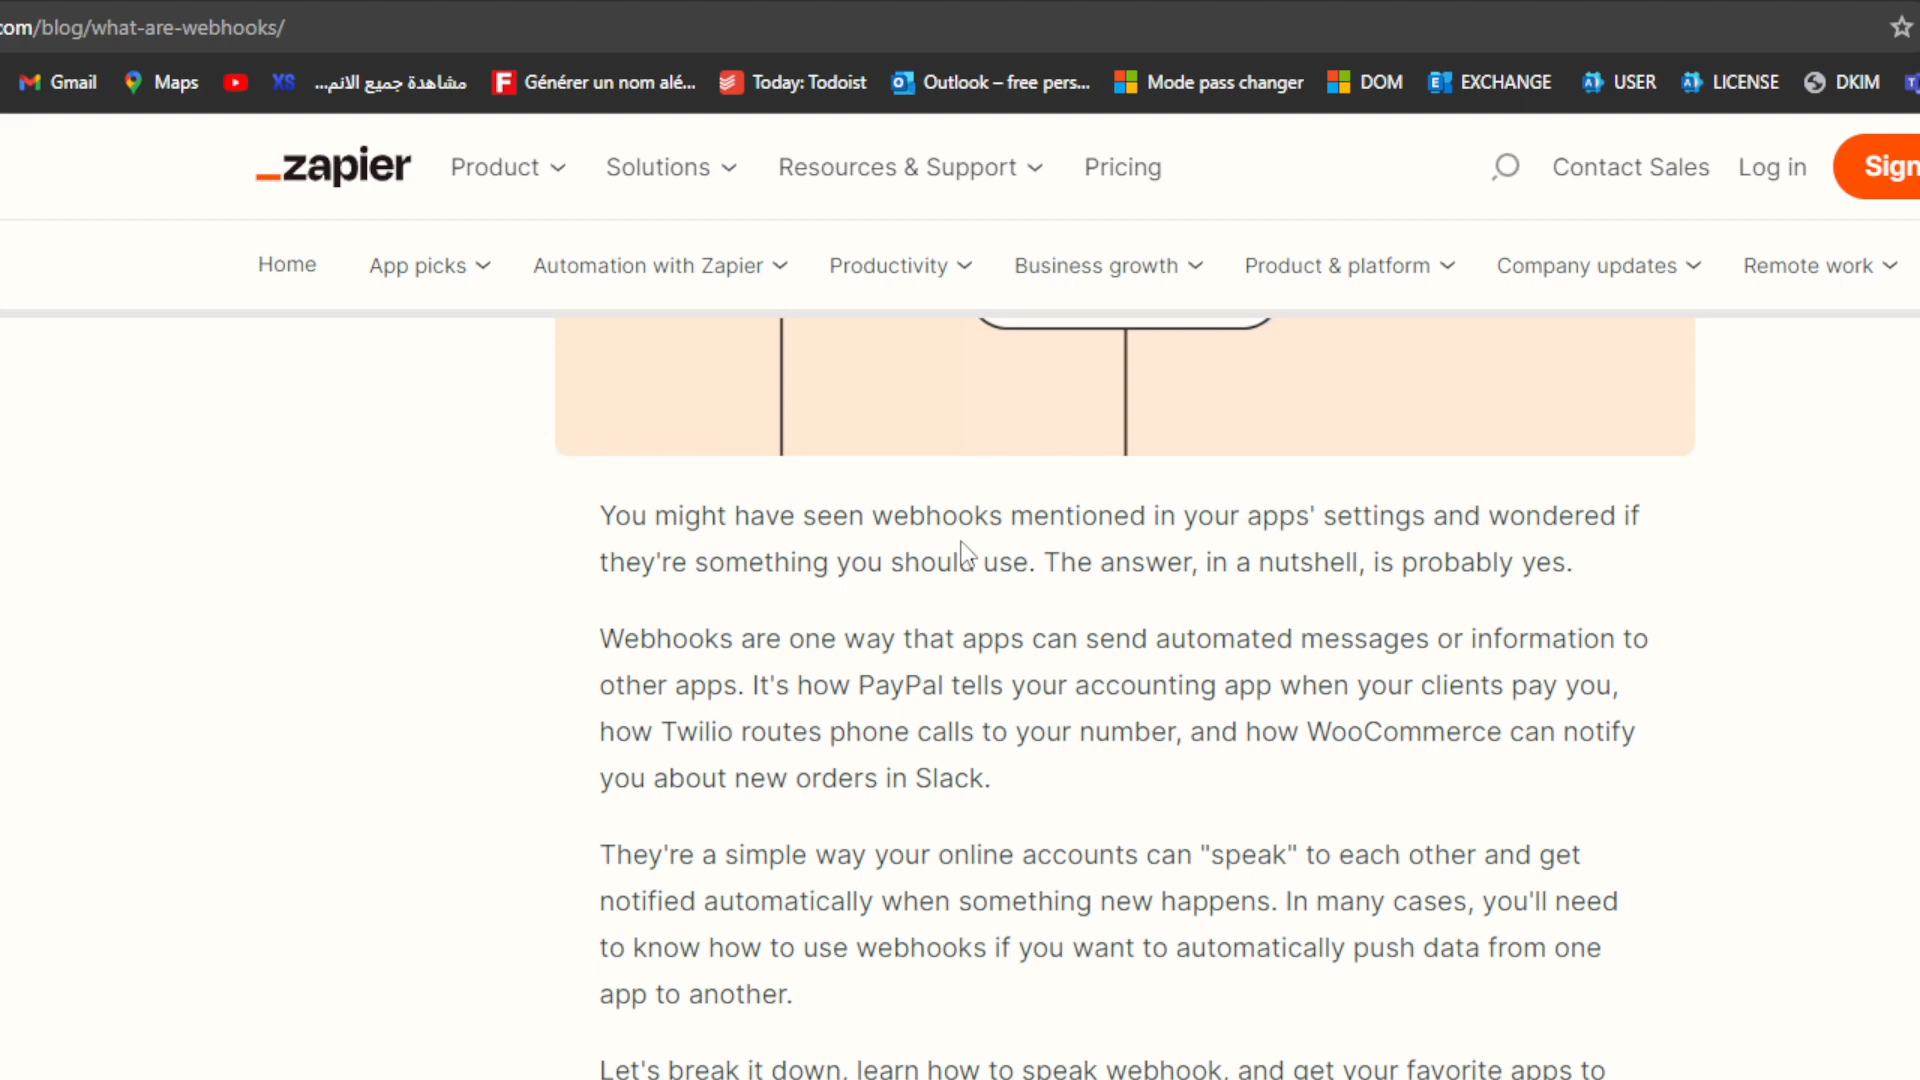 com/blog/what-are-webhooks/
Gmail Maps XS مشاهدة جميع الانم... Générer un nom alé... Today: Todoist Outlook – free pers... Mode pass changer DOM EXCHANGE USER LICENSE DKIM
zapier Product Solutions Resources & Support Pricing Contact Sales Log in Sign
Home App picks Automation with Zapier Productivity Business growth Product & platform Company updates Remote work
You might have seen webhooks mentioned in your apps' settings and wondered if
they're something you should use. The answer, in a nutshell, is probably yes.
Webhooks are one way that apps can send automated messages or information to
other apps. It's how PayPal tells your accounting app when your clients pay you,
how Twilio routes phone calls to your number, and how WooCommerce can notify
you about new orders in Slack.
They're a simple way your online accounts can "speak" to each other and get
notified automatically when something new happens. In many cases, you'll need
to know how to use webhooks if you want to automatically push data from one
app to another.
Let's break it down, learn how to speak webhook, and get your favorite apps to